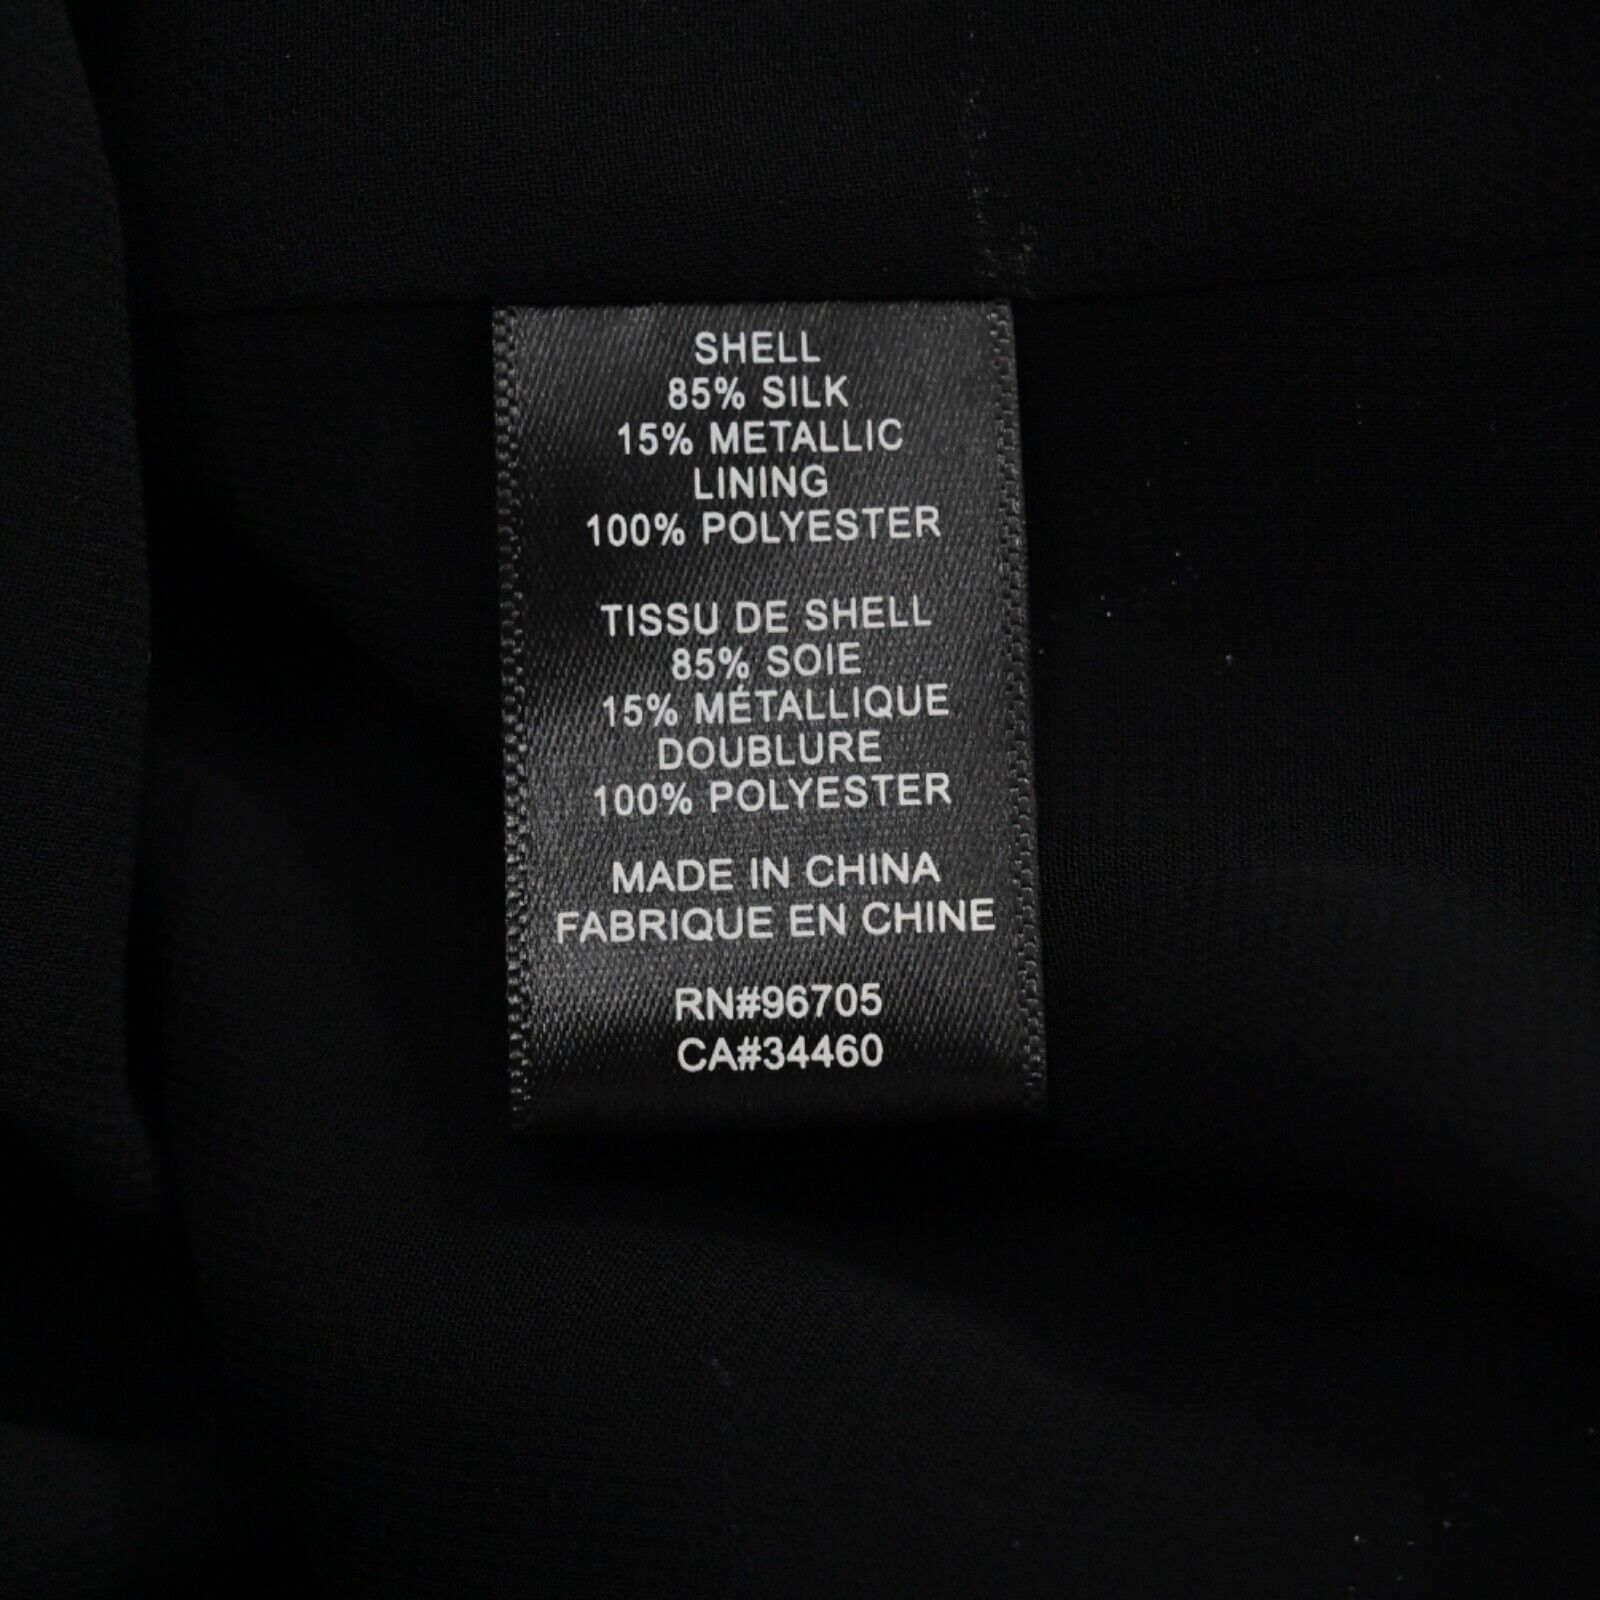 SHELL
85% SILK
15% METALLIC
LINING
100% POLYESTER
TISSU DE SHELL
85% SOIE
15% MÉTALLIQUE
DOUBLURE
100% POLYESTER
MADE IN CHINA
FABRIQUE EN CHINE
RN#96705
CA#34460